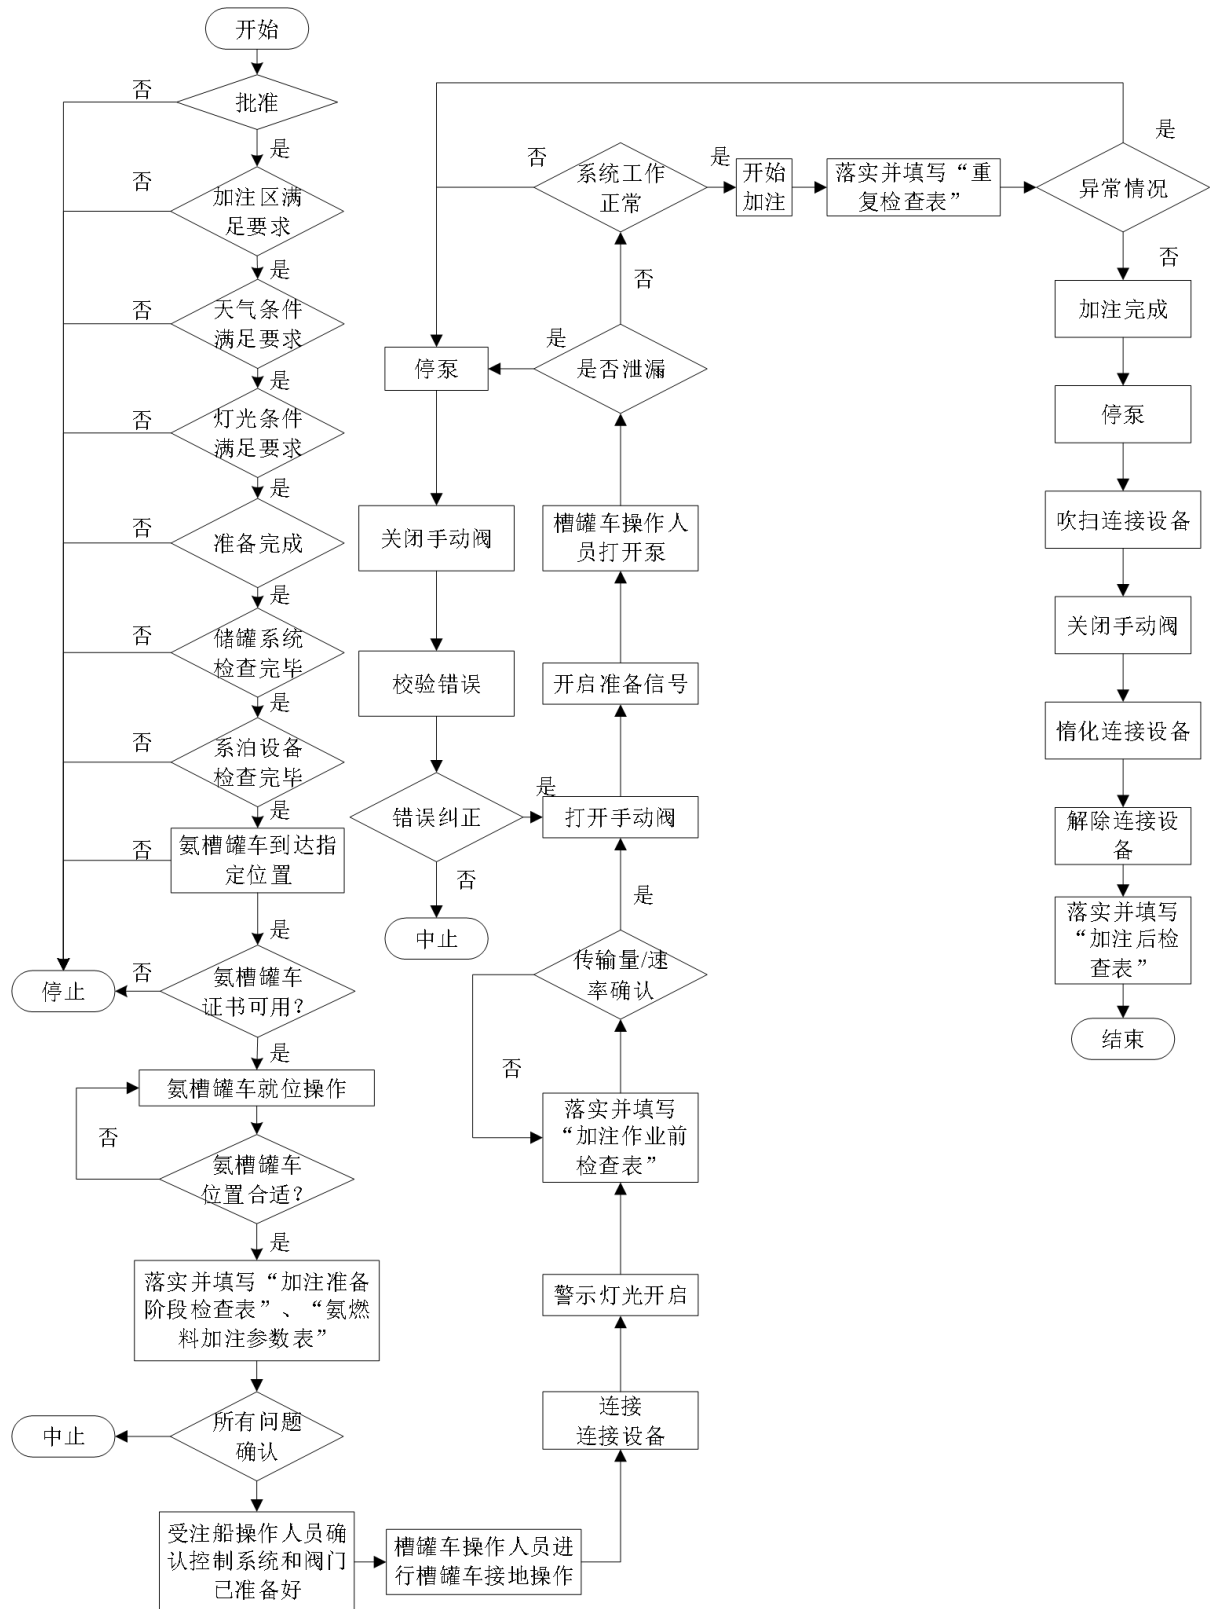 开始
否
批准
是
否
加注区满
足要求
是
否
天气条件
满足要求
是
否
灯光条件
满足要求
是
否
准备完成
是
否
储罐系统
检查完毕
是
否
系泊设备
检查完毕
是
否
氨槽罐车到达指
定位置
是
否
氨槽罐车
证书可用?
停止
是
氨槽罐车就位操作
否
氨槽罐车
位置合适?
是
落实并填写“加注准备
阶段检查表”、“氨燃
料加注参数表”
所有问题
确认
中止
受注船操作人员确
认控制系统和阀门
已准备好
槽罐车操作人员进
行槽罐车接地操作
连接
连接设备
警示灯光开启
落实并填写
“加注作业前
检查表”
否
传输量/速
率确认
是
打开手动阀
开启准备信号
槽罐车操作人
员打开泵
是否泄漏
是
否
停泵
关闭手动阀
校验错误
错误纠正
是
否
中止
系统工作
正常
否
是
开始
加注
落实并填写“重
复检查表”
异常情况
是
否
加注完成
停泵
吹扫连接设备
关闭手动阀
惰化连接设备
解除连接设
备
落实并填写
“加注后检
查表”
结束